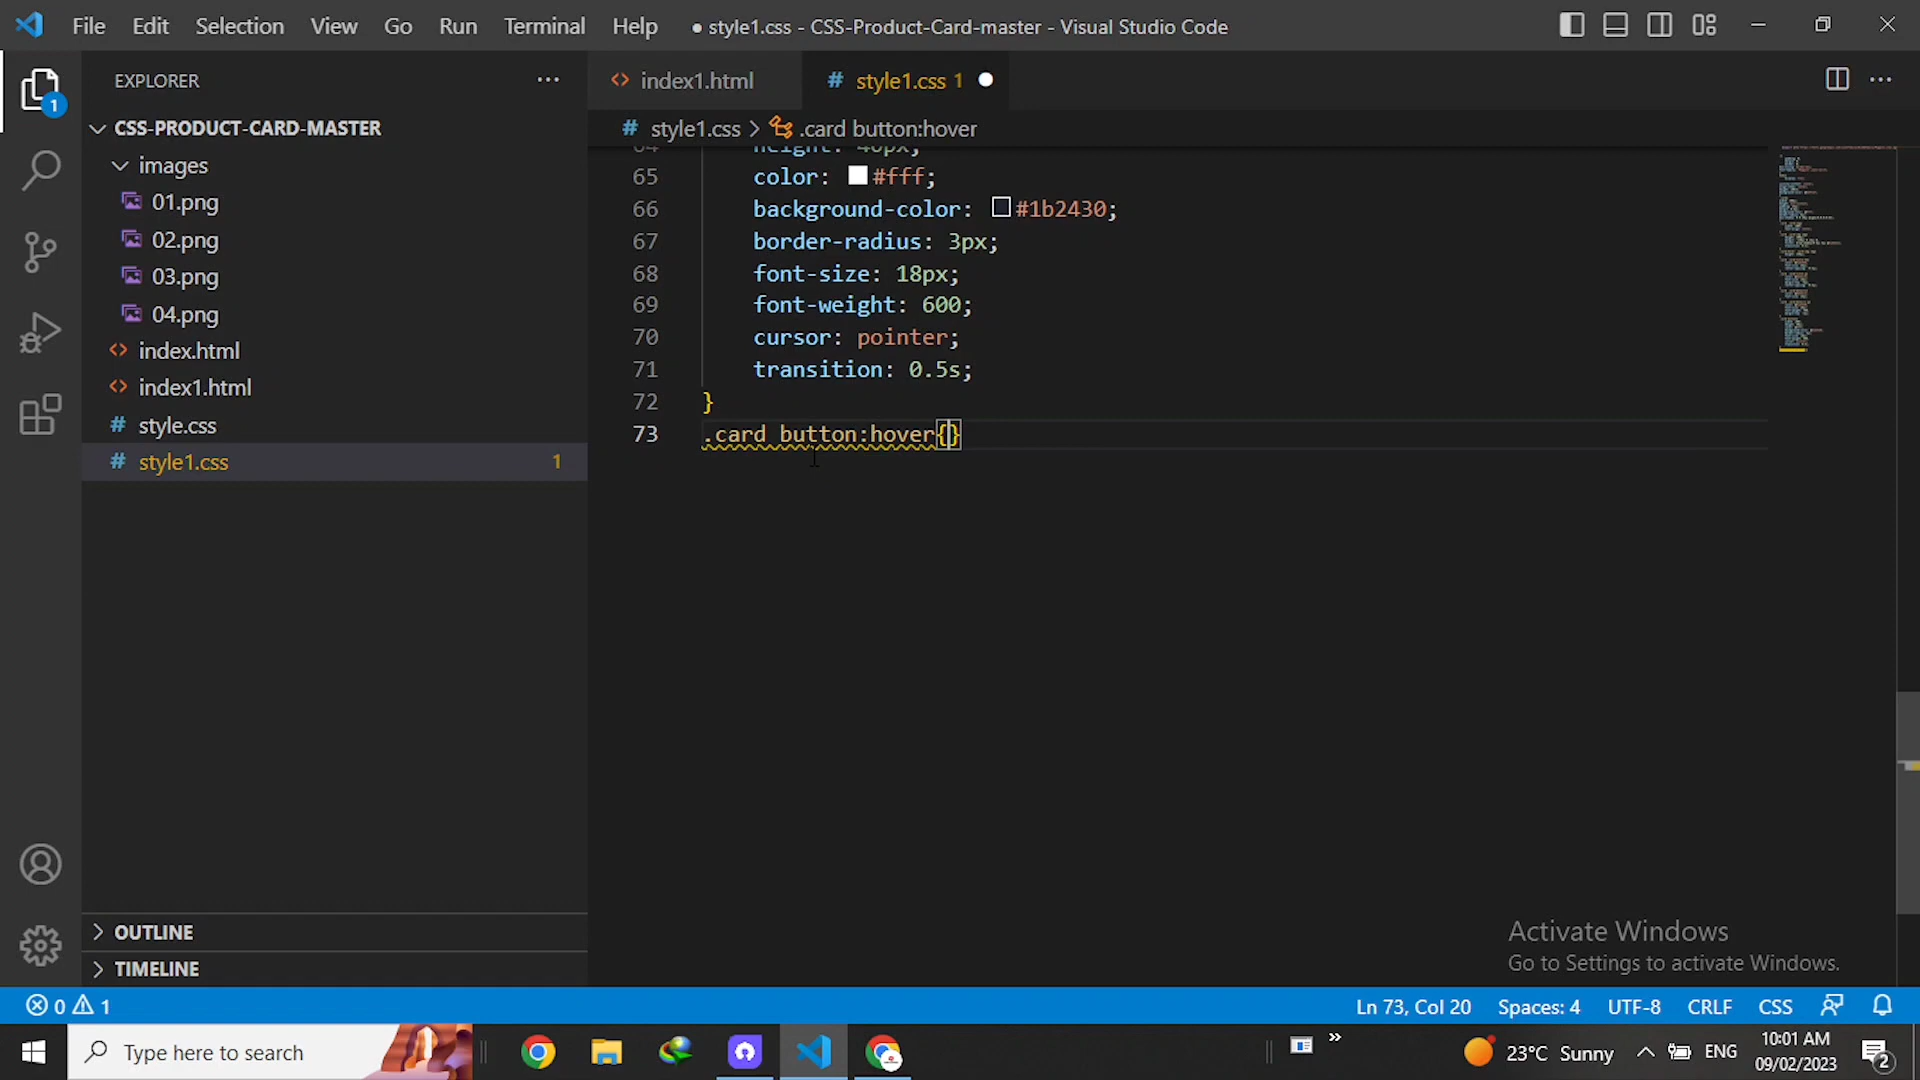 File Edit Selection View Go Run Terminal Help ● style1.css - CSS-Product-Card-master - Visual Studio Code
EXPLORER
index1.html
style1.css 1
CSS-PRODUCT-CARD-MASTER
style1.css > .card button:hover
images
01.png
02.png
03.png
04.png
index.html
index1.html
style.css
style1.css 1
64 height: 40px;
65 color: #fff;
66 background-color: #1b2430;
67 border-radius: 3px;
68 font-size: 18px;
69 font-weight: 600;
70 cursor: pointer;
71 transition: 0.5s;
72 }
73 .card button:hover{}
1
OUTLINE
TIMELINE
Activate Windows
Go to Settings to activate Windows.
0 1
Ln 73, Col 20 Spaces: 4 UTF-8 CRLF CSS
Type here to search
23°C Sunny
ENG
10:01 AM
09/02/2023
2